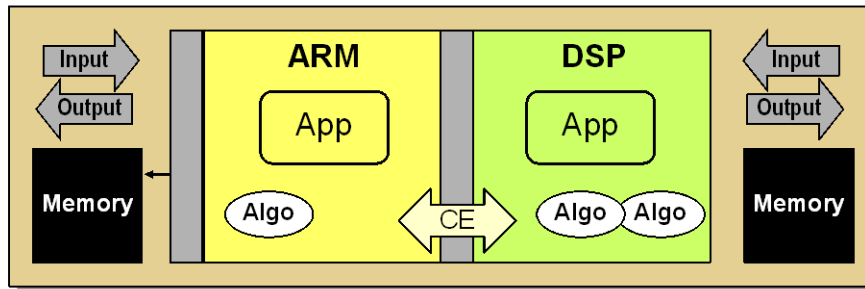 ARM
DSP
Input
Output
App
App
Input
Output
Memory
Algo
CE
Algo
Algo
Memory